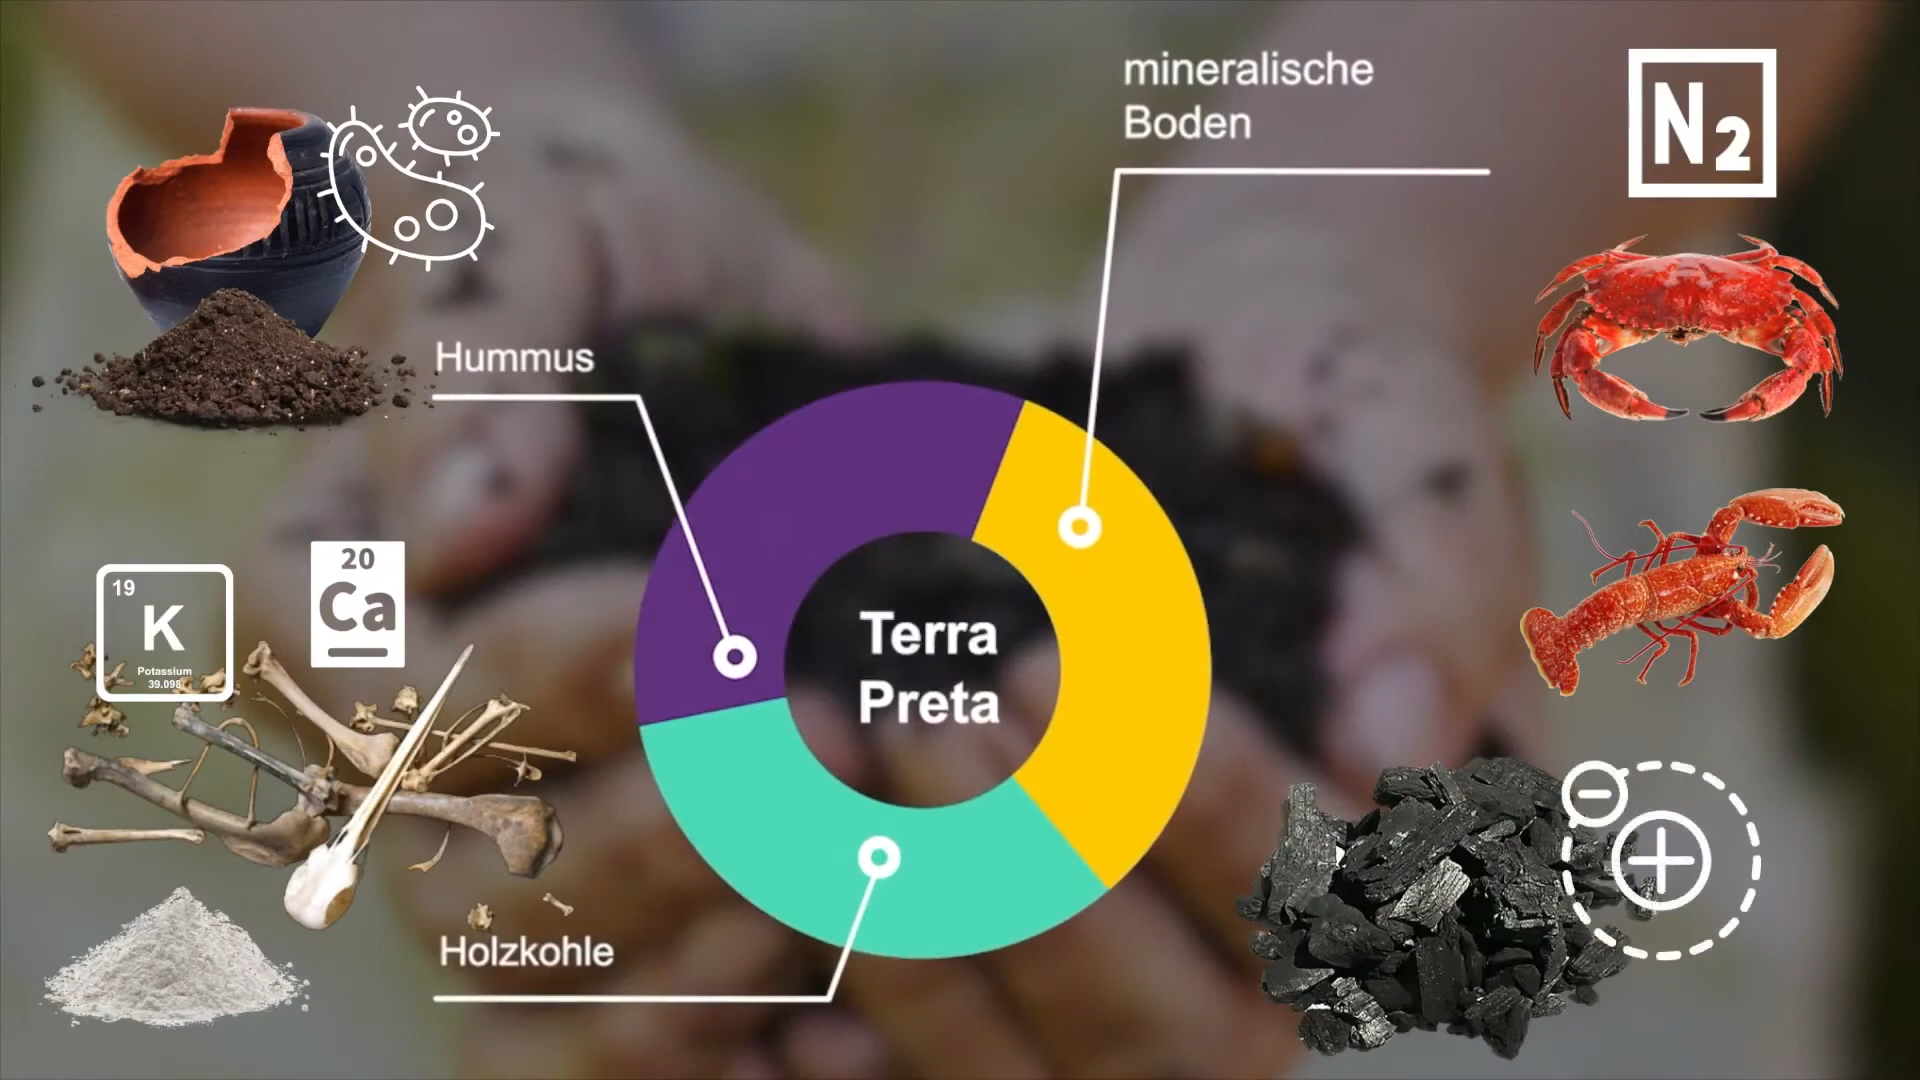 mineralische
Boden
N2
Hummus
20
Ca
19
K
Potassium
39.098
Terra
Preta
Holzkohle